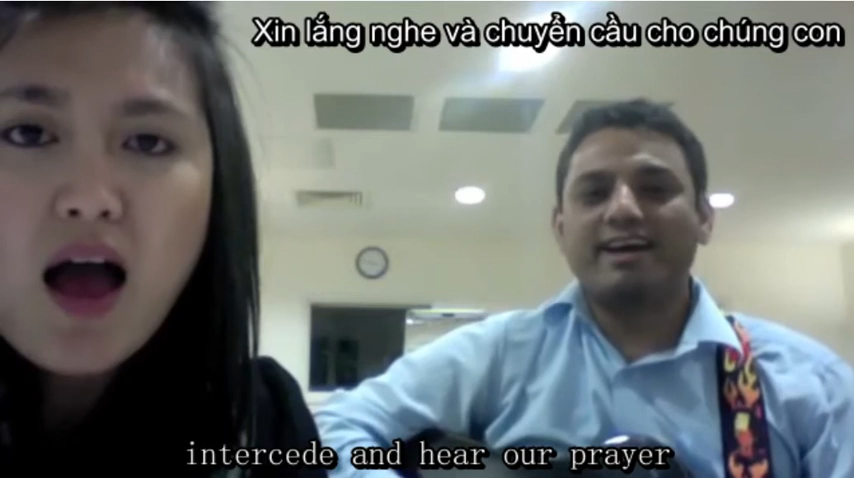 Xin lắng nghe và chuyển cầu cho chúng con
intercede and hear our prayer